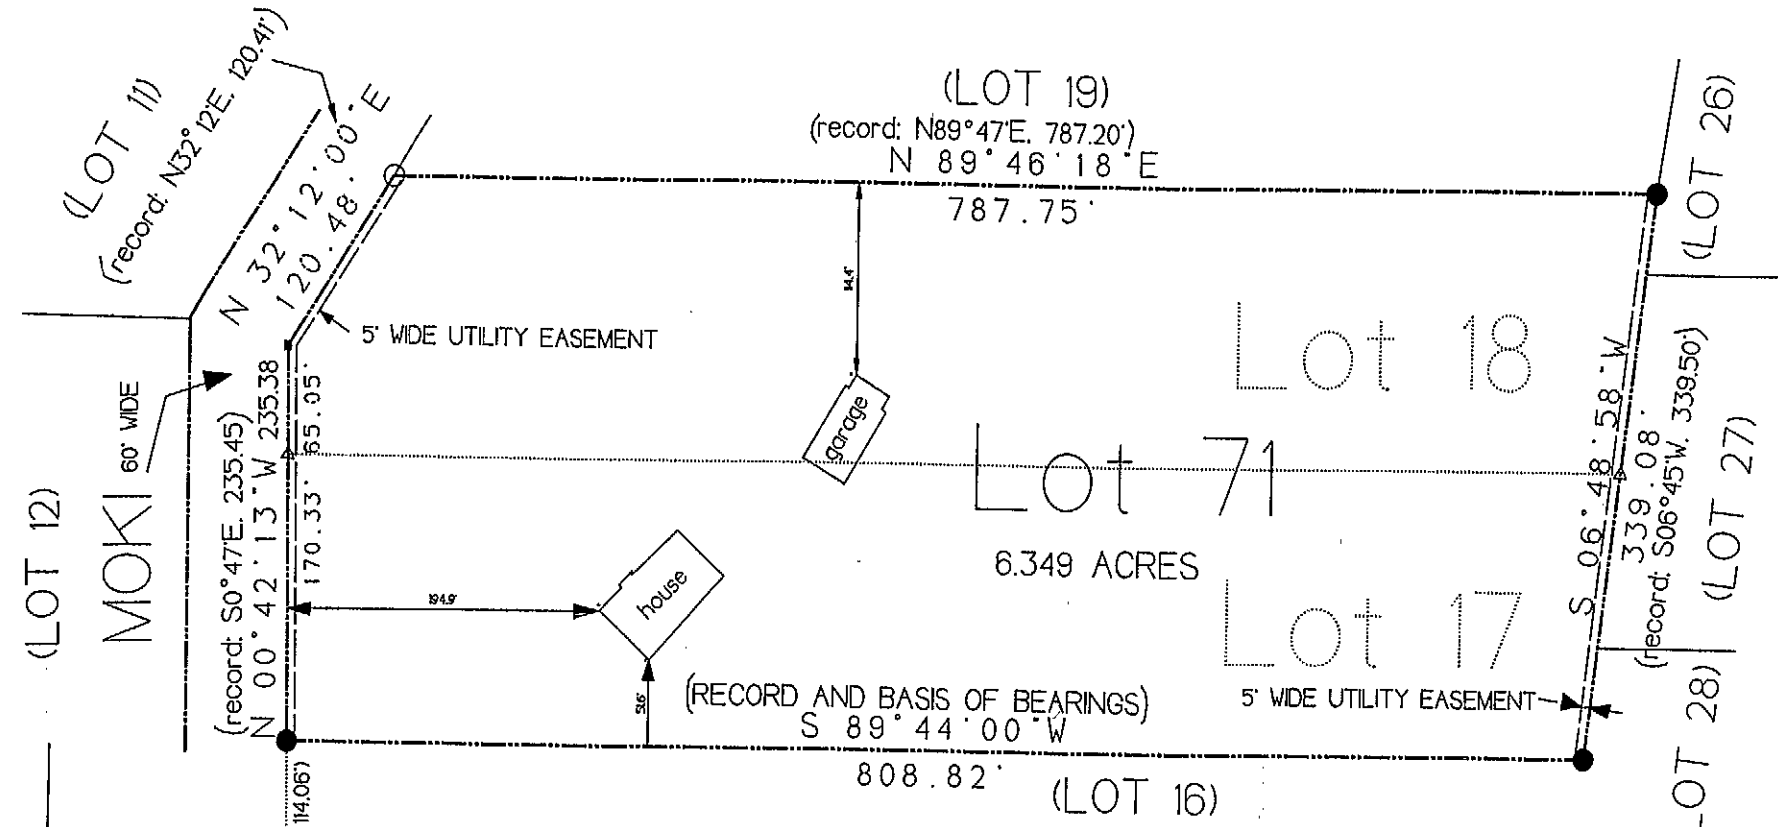 (LOT 11)
(record: N32°12'E, 120.41')
N 32°12'00"E
120.48'
(LOT 19)
(record: N89°47'E, 787.20')
N 89°46'18"E
787.75'
(LOT 26)
5' WIDE UTILITY EASEMENT
Lot 18
garage
60' WIDE
MOKI
(LOT 12)
(record: S0°47'E, 235.45)
N 00°42'13"W 235.38
65.05'
170.33'
Lot 71
6.349 ACRES
S 06°48'58"W
339.08'
(record: S06°45'W, 339.50')
(LOT 27)
194.9'
house
Lot 17
(RECORD AND BASIS OF BEARINGS)
S 89°44'00"W
808.82'
5' WIDE UTILITY EASEMENT
(LOT 16)
LOT 28)
114.06')